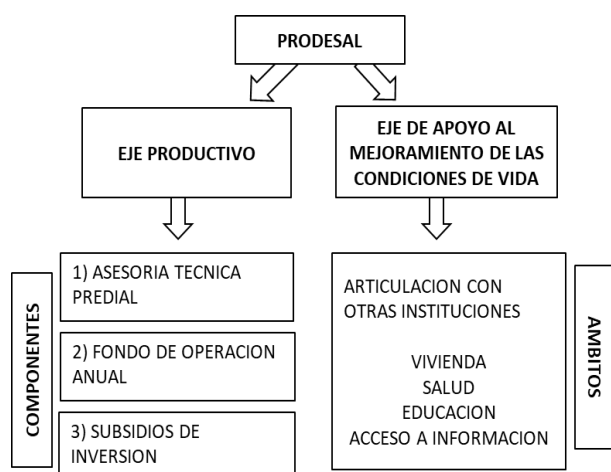 PRODESAL
EJE PRODUCTIVO
EJE DE APOYO AL
MEJORAMIENTO DE LAS
CONDICIONES DE VIDA
COMPONENTES
1) ASESORIA TECNICA
PREDIAL
2) FONDO DE OPERACION
ANUAL
3) SUBSIDIOS DE
INVERSION
ARTICULACION CON
OTRAS INSTITUCIONES
VIVIENDA
SALUD
EDUCACION
ACCESO A INFORMACION
AMBITOS